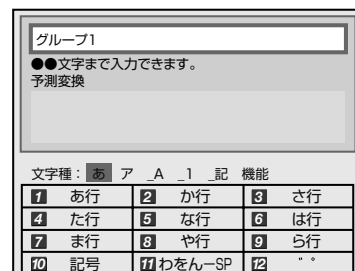 グループ1
●●文字まで入力できます。
予測変換
文字種： あ ア _A _1 _記 機能
1 あ行 2 か行 3 さ行
4 た行 5 な行 6 は行
7 ま行 8 や行 9 ら行
10 記号 11 わをんーSP 12 ゛゜